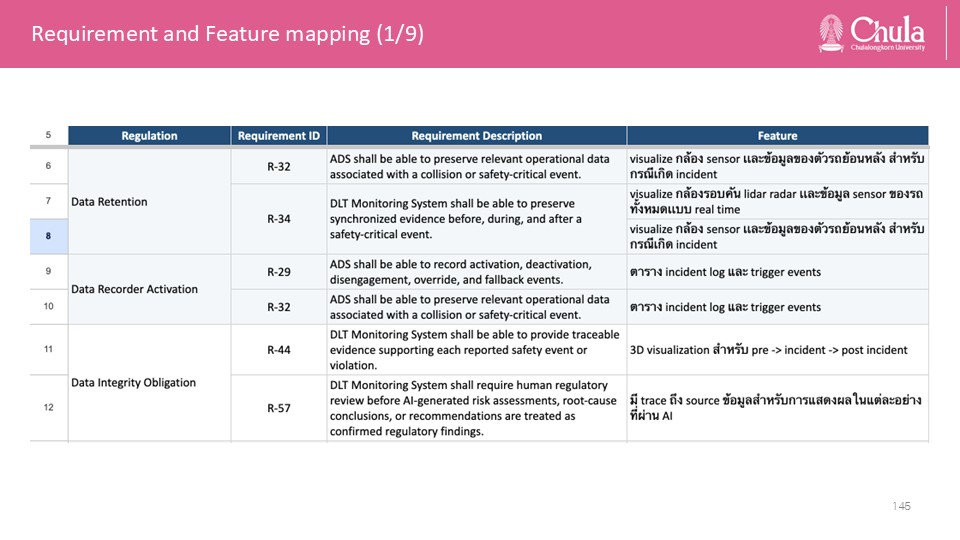 Requirement and Feature mapping (1/9)
Chula
Chulalongkorn University
5 Regulation Requirement ID Requirement Description Feature
6
Data Retention
R-32
ADS shall be able to preserve relevant operational data
associated with a collision or safety-critical event.
visualize กล้อง sensor และข้อมูลของตัวรถย้อนหลัง สำหรับ
กรณีเกิด incident
7
R-34
DLT Monitoring System shall be able to preserve
synchronized evidence before, during, and after a
safety-critical event.
visualize กล้องรอบคัน lidar radar และข้อมูล sensor ของรถ
ทั้งหมดแบบ real time
8
visualize กล้อง sensor และข้อมูลของตัวรถย้อนหลัง สำหรับ
กรณีเกิด incident
9
Data Recorder Activation
R-29
ADS shall be able to record activation, deactivation,
disengagement, override, and fallback events.
ตาราง incident log และ trigger events
10
R-32
ADS shall be able to preserve relevant operational data
associated with a collision or safety-critical event.
ตาราง incident log และ trigger events
11
Data Integrity Obligation
R-44
DLT Monitoring System shall be able to provide traceable
evidence supporting each reported safety event or
violation.
3D visualization สำหรับ pre -> incident -> post incident
12
R-57
DLT Monitoring System shall require human regulatory
review before AI-generated risk assessments, root-cause
conclusions, or recommendations are treated as
confirmed regulatory findings.
มี trace ถึง source ข้อมูลสำหรับการแสดงผลในแต่ละอย่าง
ที่ผ่าน AI
145